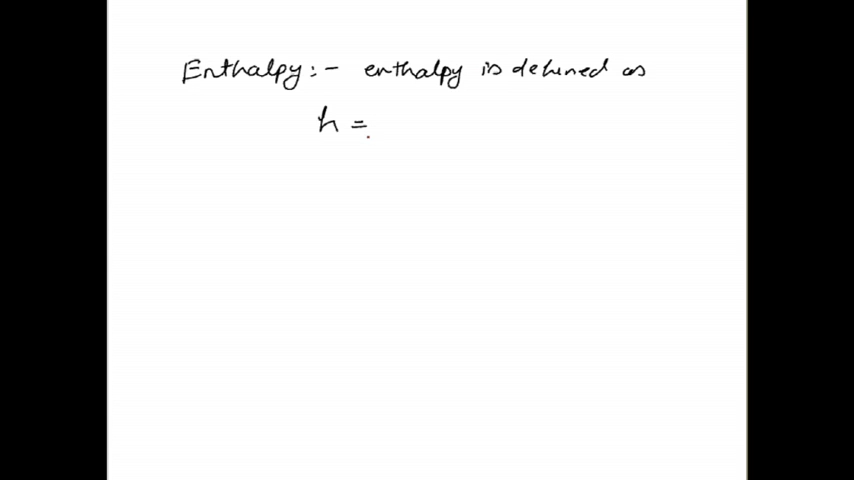 Enthalpy:- enthalpy is defined as
h =